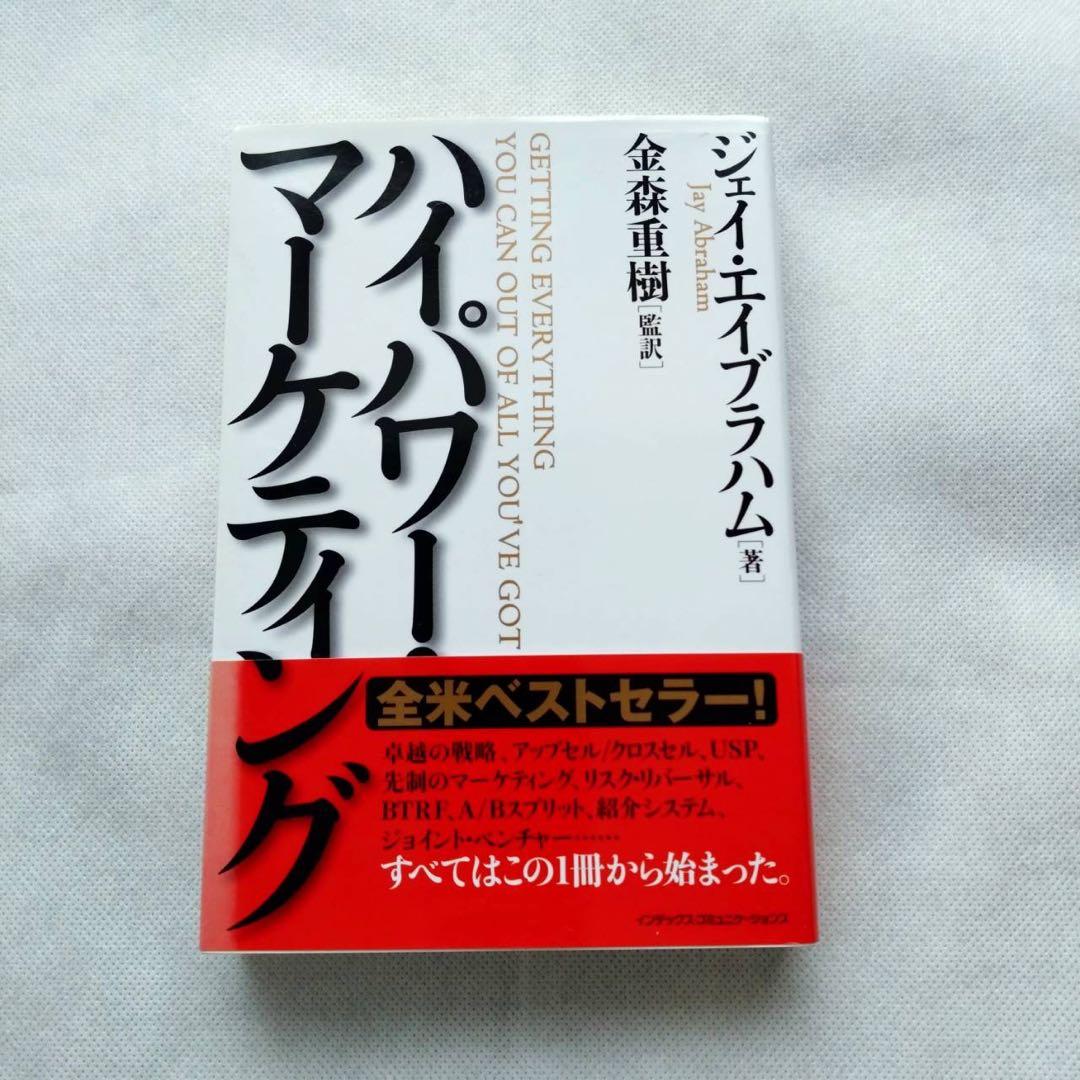 ジェイ・エイブラハム[著]
Jay Abraham
金森重樹[監訳]
GETTING EVERYTHING
YOU CAN OUT OF ALL YOU'VE GOT
ハイパワー・
マーケティング
全米ベストセラー!
卓越の戦略、アップセル/クロスセル、USP、
先制のマーケティング、リスク・リバーサル、
BTRF、A/Bスプリット、紹介システム、
ジョイント・ベンチャー……
すべてはこの1冊から始まった。
インデックス・コミュニケーションズ